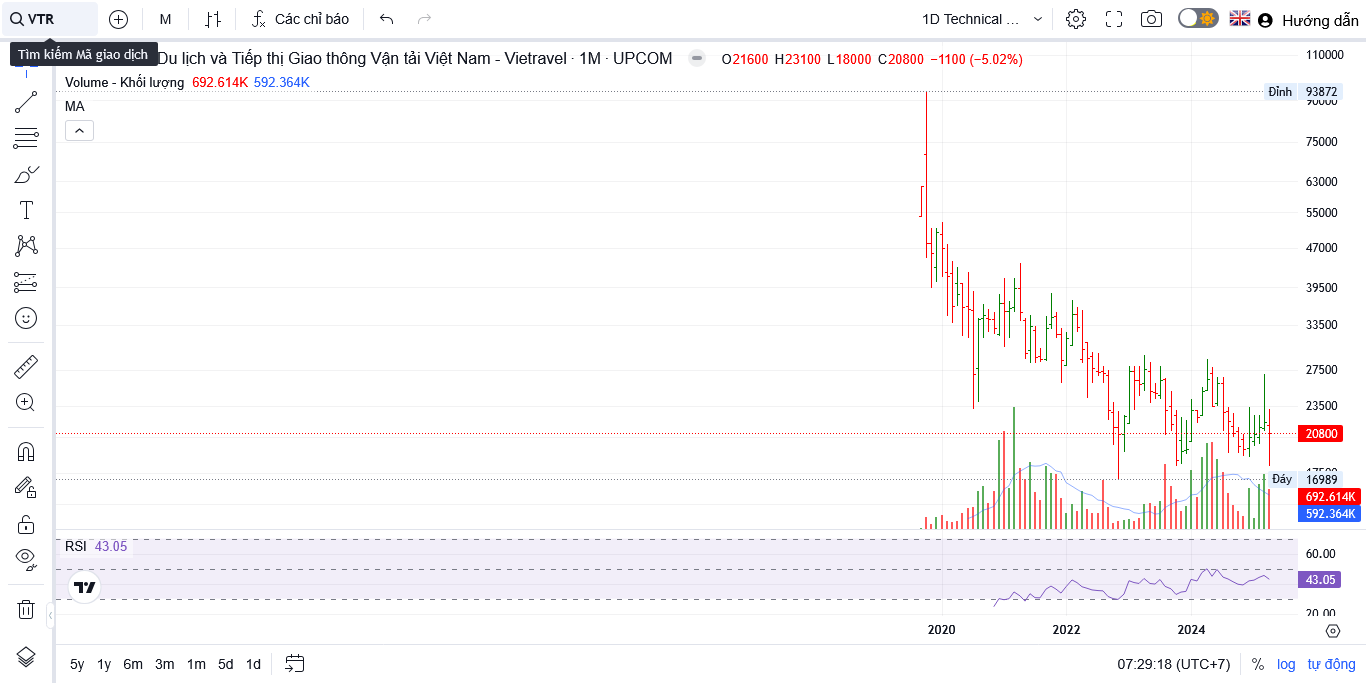 VTR
M
Các chỉ báo
1D Technical ...
Hướng dẫn
Tìm kiếm Mã giao dịch
Du lịch và Tiếp thị Giao thông Vận tải Việt Nam - Vietravel · 1M · UPCOM
O21600 H23100 L18000 C20800 −1100 (−5.02%)
Volume - Khối lượng 692.614K 592.364K
MA
110000
Đỉnh 93872
90000
75000
63000
55000
47000
39500
33500
27500
23500
20800
17500
Đáy 16989
692.614K
592.364K
RSI 43.05
60.00
43.05
20.00
2020 2022 2024
5y 1y 6m 3m 1m 5d 1d
07:29:18 (UTC+7) % log tự động